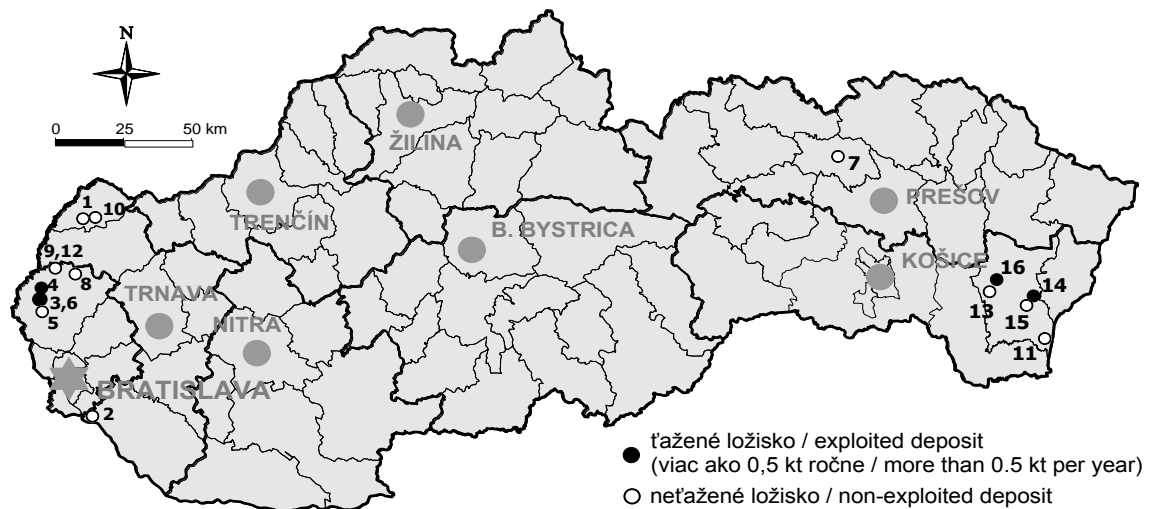 N
0 25 50 km
ŽILINA
7
PREŠOV
TRENČÍN
1
10
B. BYSTRICA
9,12
8
4
3,6
5
TRNAVA
NITRA
KOŠICE
16
14
13
15
11
BRATISLAVA
2
ťažené ložisko / exploited deposit
(viac ako 0,5 kt ročne / more than 0.5 kt per year)
neťažené ložisko / non-exploited deposit